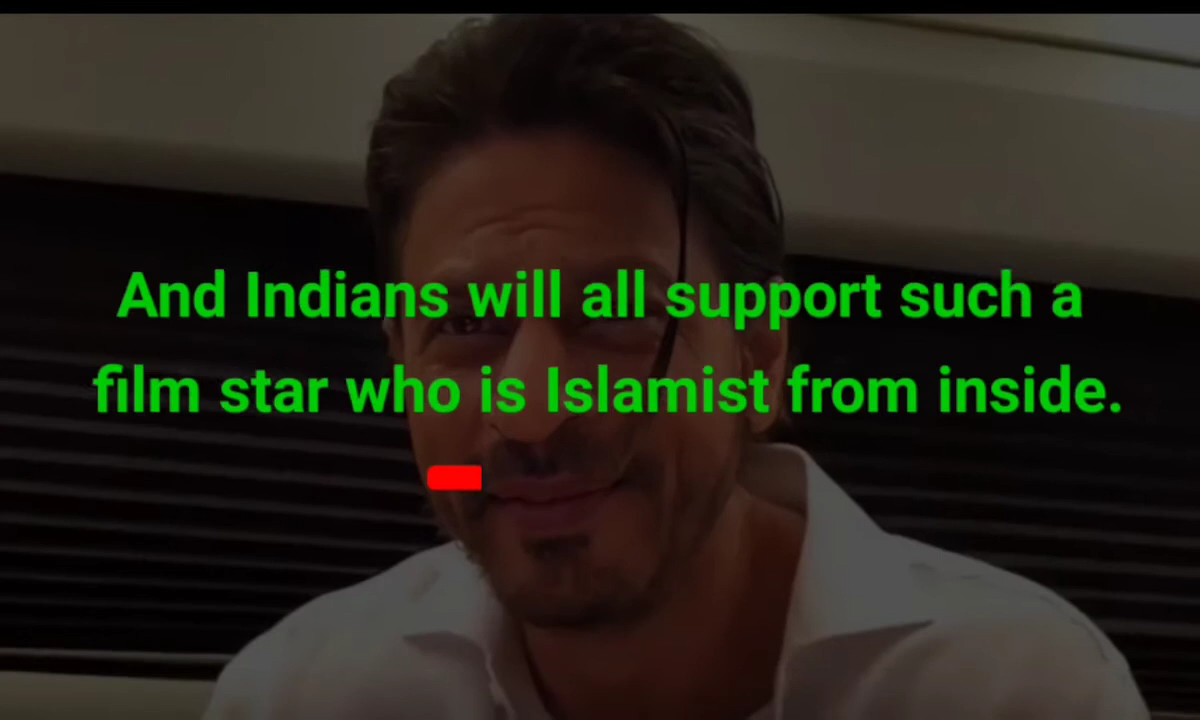 And Indians will all support such a
film star who is Islamist from inside.